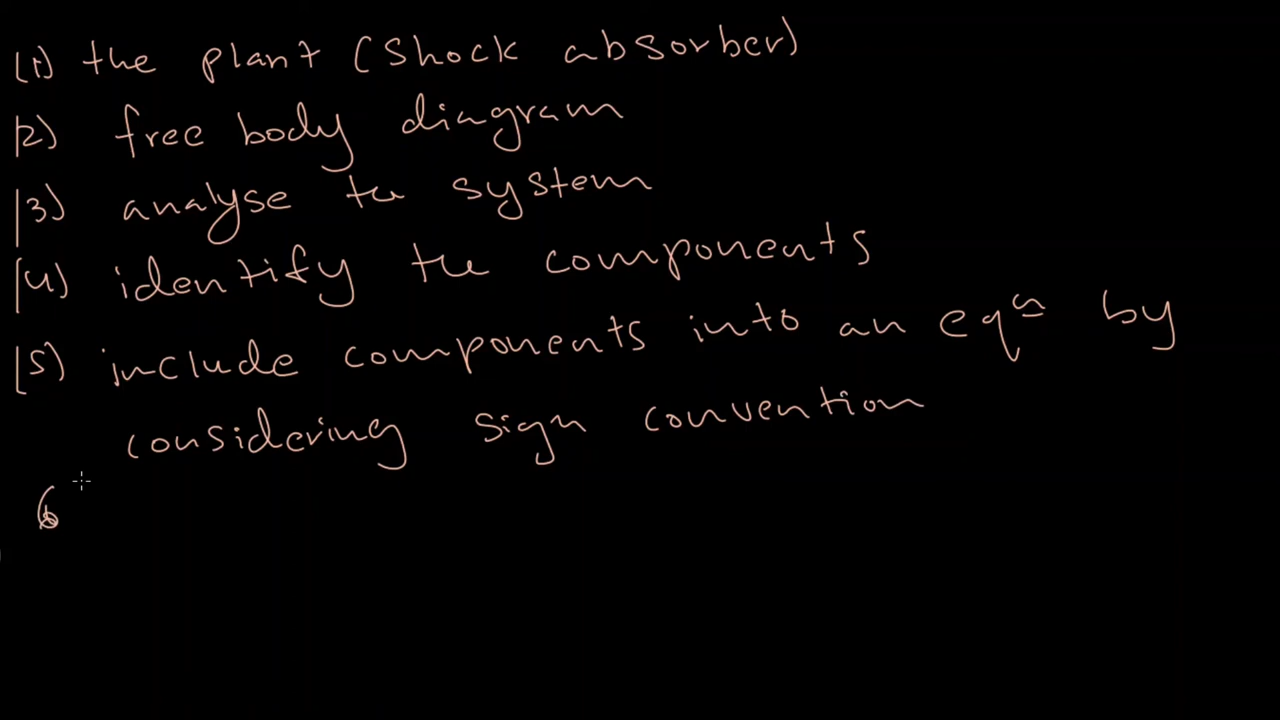 (1) the plant (Shock absorber)
(2) free body diagram
(3) analyse the system
(4) identify the components
(5) include components into an eqn by
considering sign convention
6